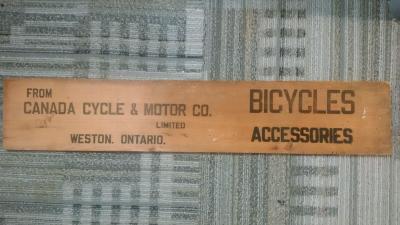 FROM
CANADA CYCLE & MOTOR CO.
LIMITED
WESTON. ONTARIO.
BICYCLES
ACCESSORIES